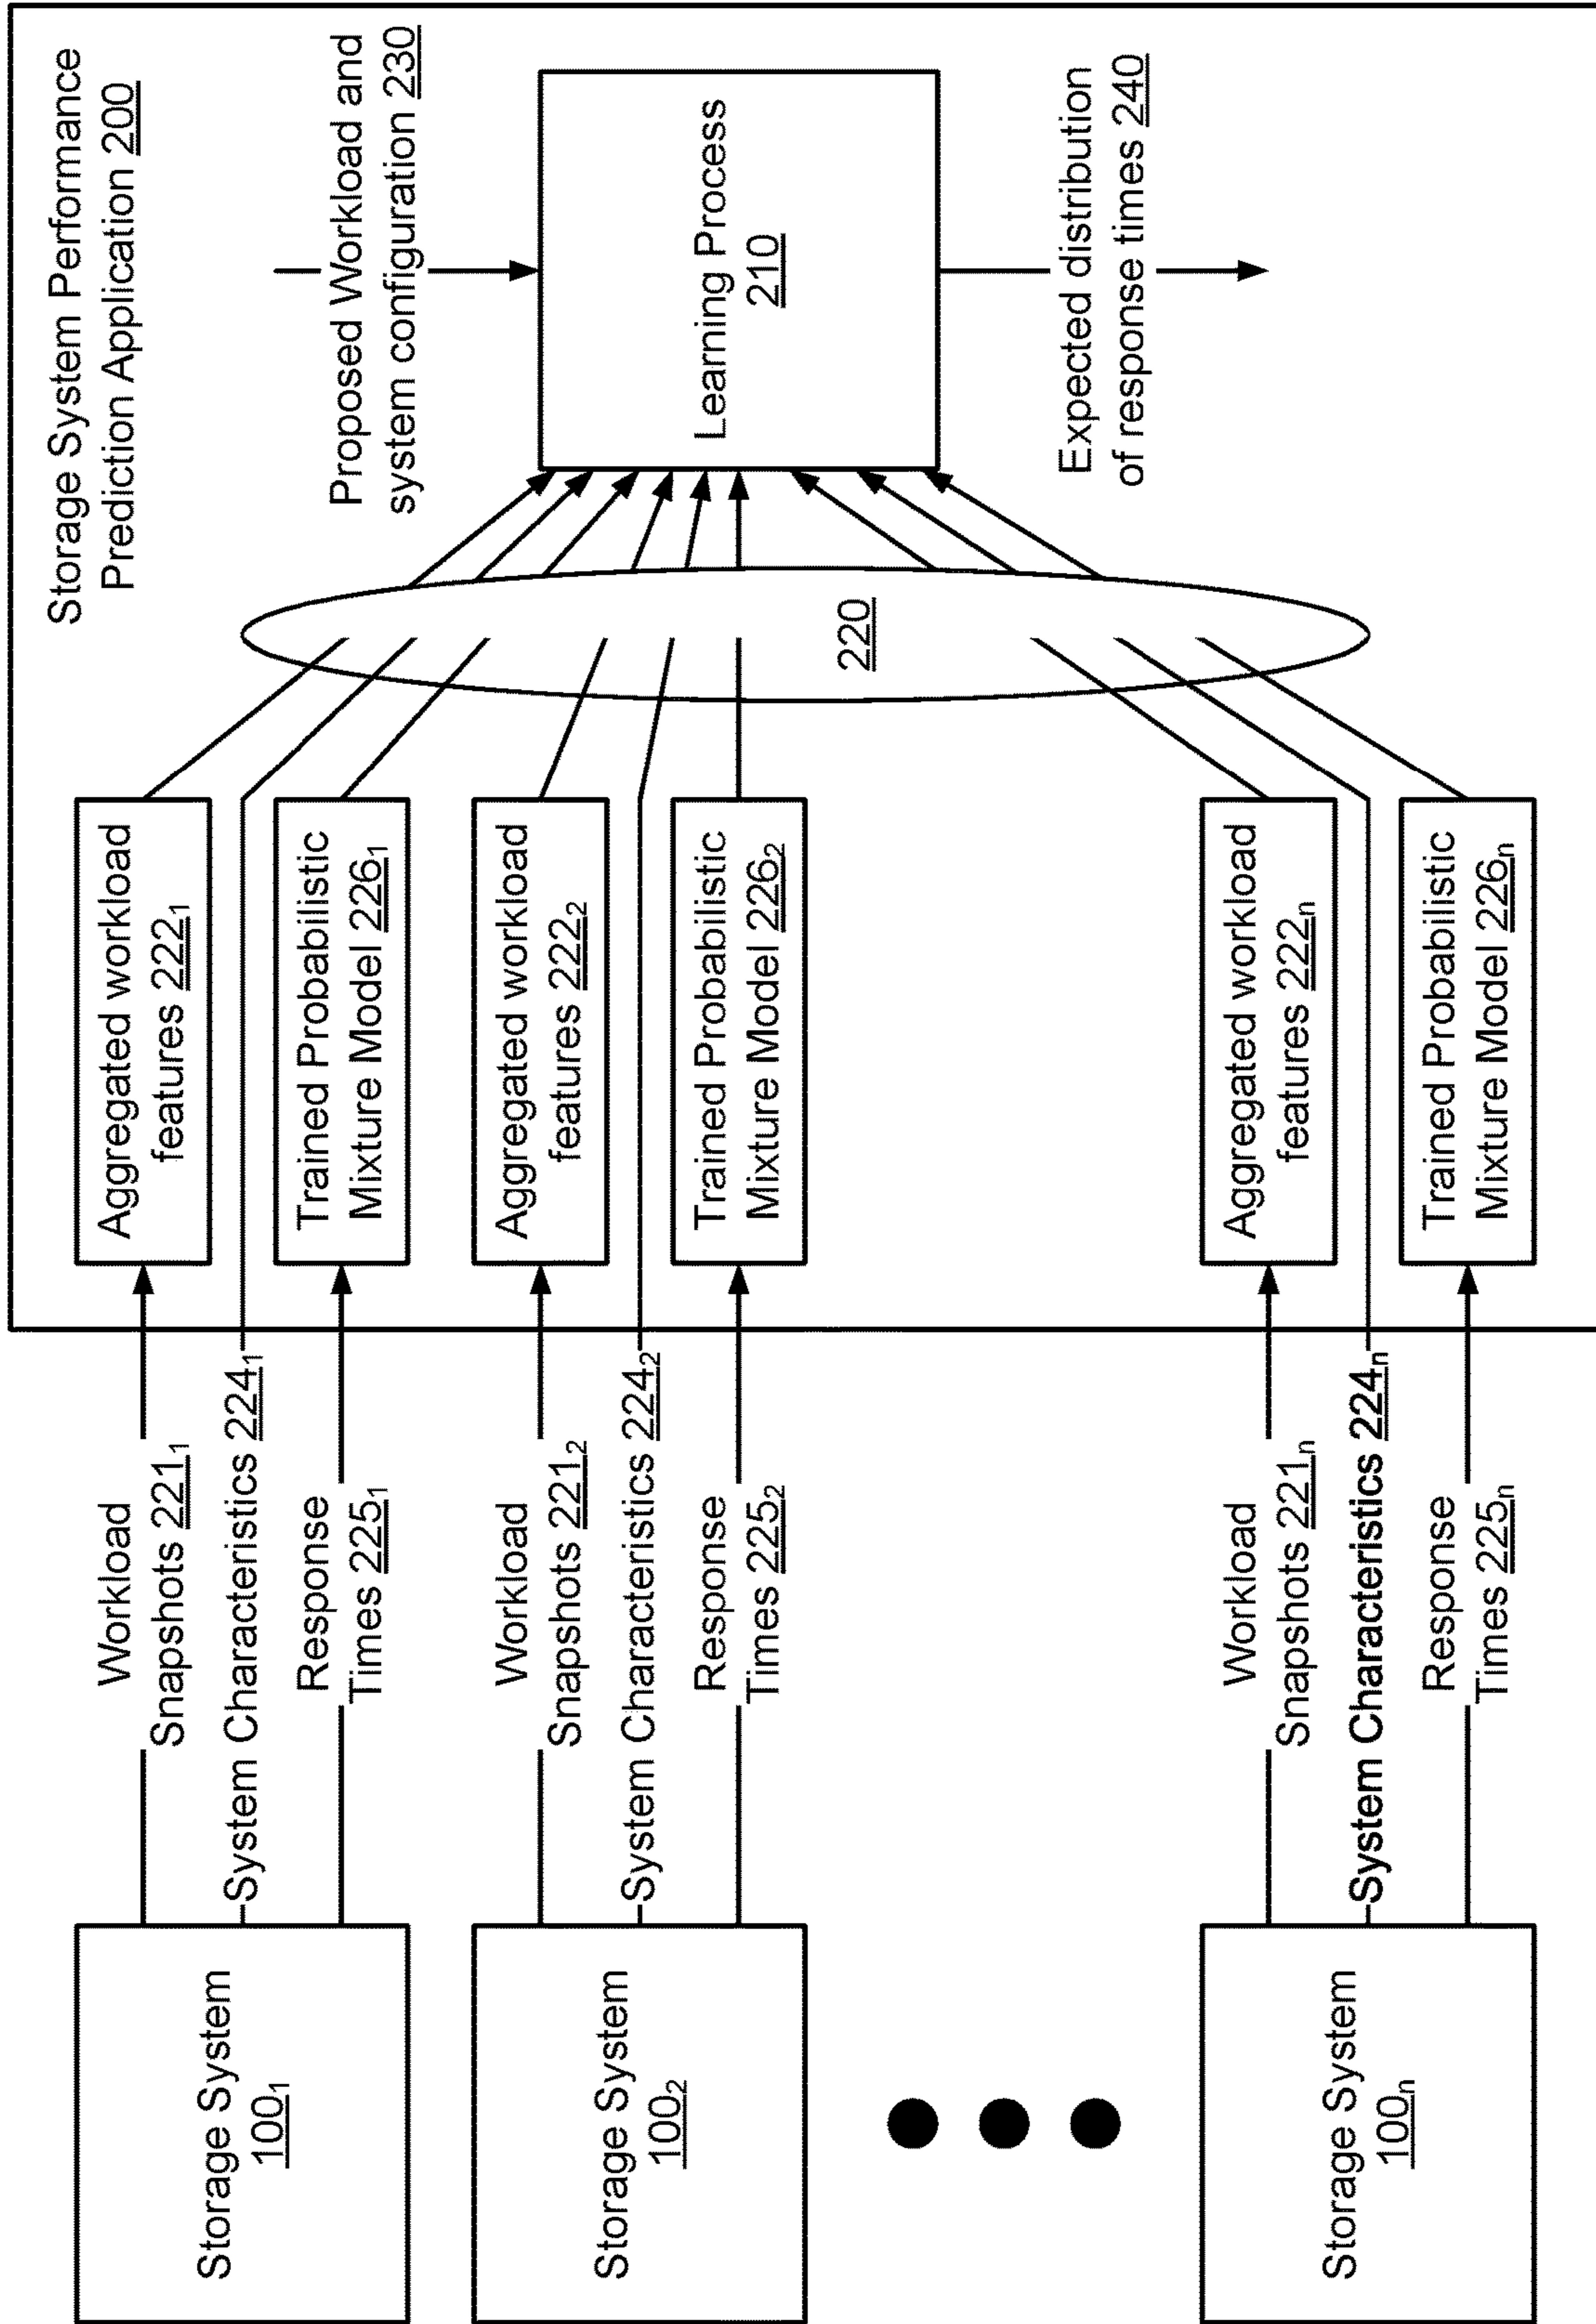 Storage System Performance
Prediction Application 200
Storage System
100₁
Workload
Snapshots 221₁
System Characteristics 224₁
Response
Times 225₁
Aggregated workload
features 222₁
Trained Probabilistic
Mixture Model 226₁
Storage System
100₂
Workload
Snapshots 221₂
System Characteristics 224₂
Response
Times 225₂
Aggregated workload
features 222₂
Trained Probabilistic
Mixture Model 226₂
Storage System
100ₙ
Workload
Snapshots 221ₙ
System Characteristics 224ₙ
Response
Times 225ₙ
Aggregated workload
features 222ₙ
Trained Probabilistic
Mixture Model 226ₙ
220
Proposed Workload and
system configuration 230
Learning Process
210
Expected distribution
of response times 240